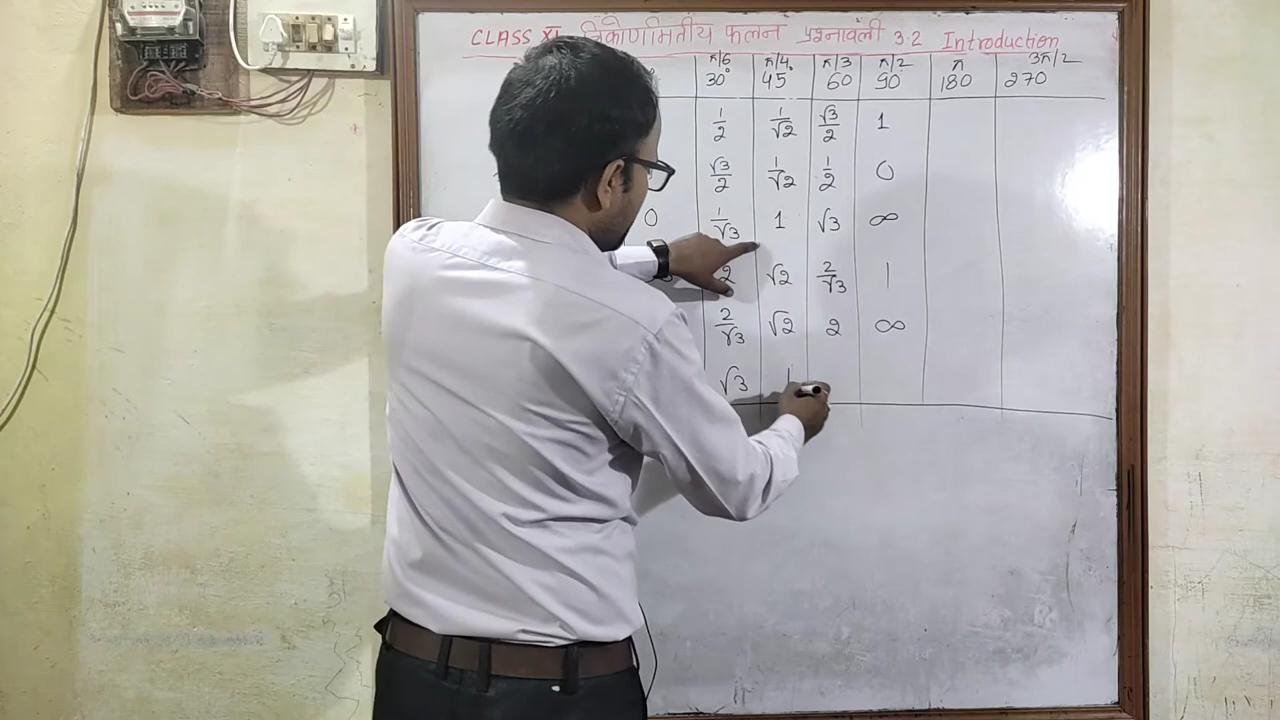 CLASS XI त्रिकोणमितीय फलन प्रश्नावली 3.2 Introduction
π/6 π/4 π/3 π/2 π 3π/2
30° 45° 60° 90° 180 270
1/2 1/√2 √3/2 1
√3/2 1/√2 1/2 0
0 1/√3 1 √3 ∞
2 √2 2/√3 1
2/√3 √2 2 ∞
√3 1